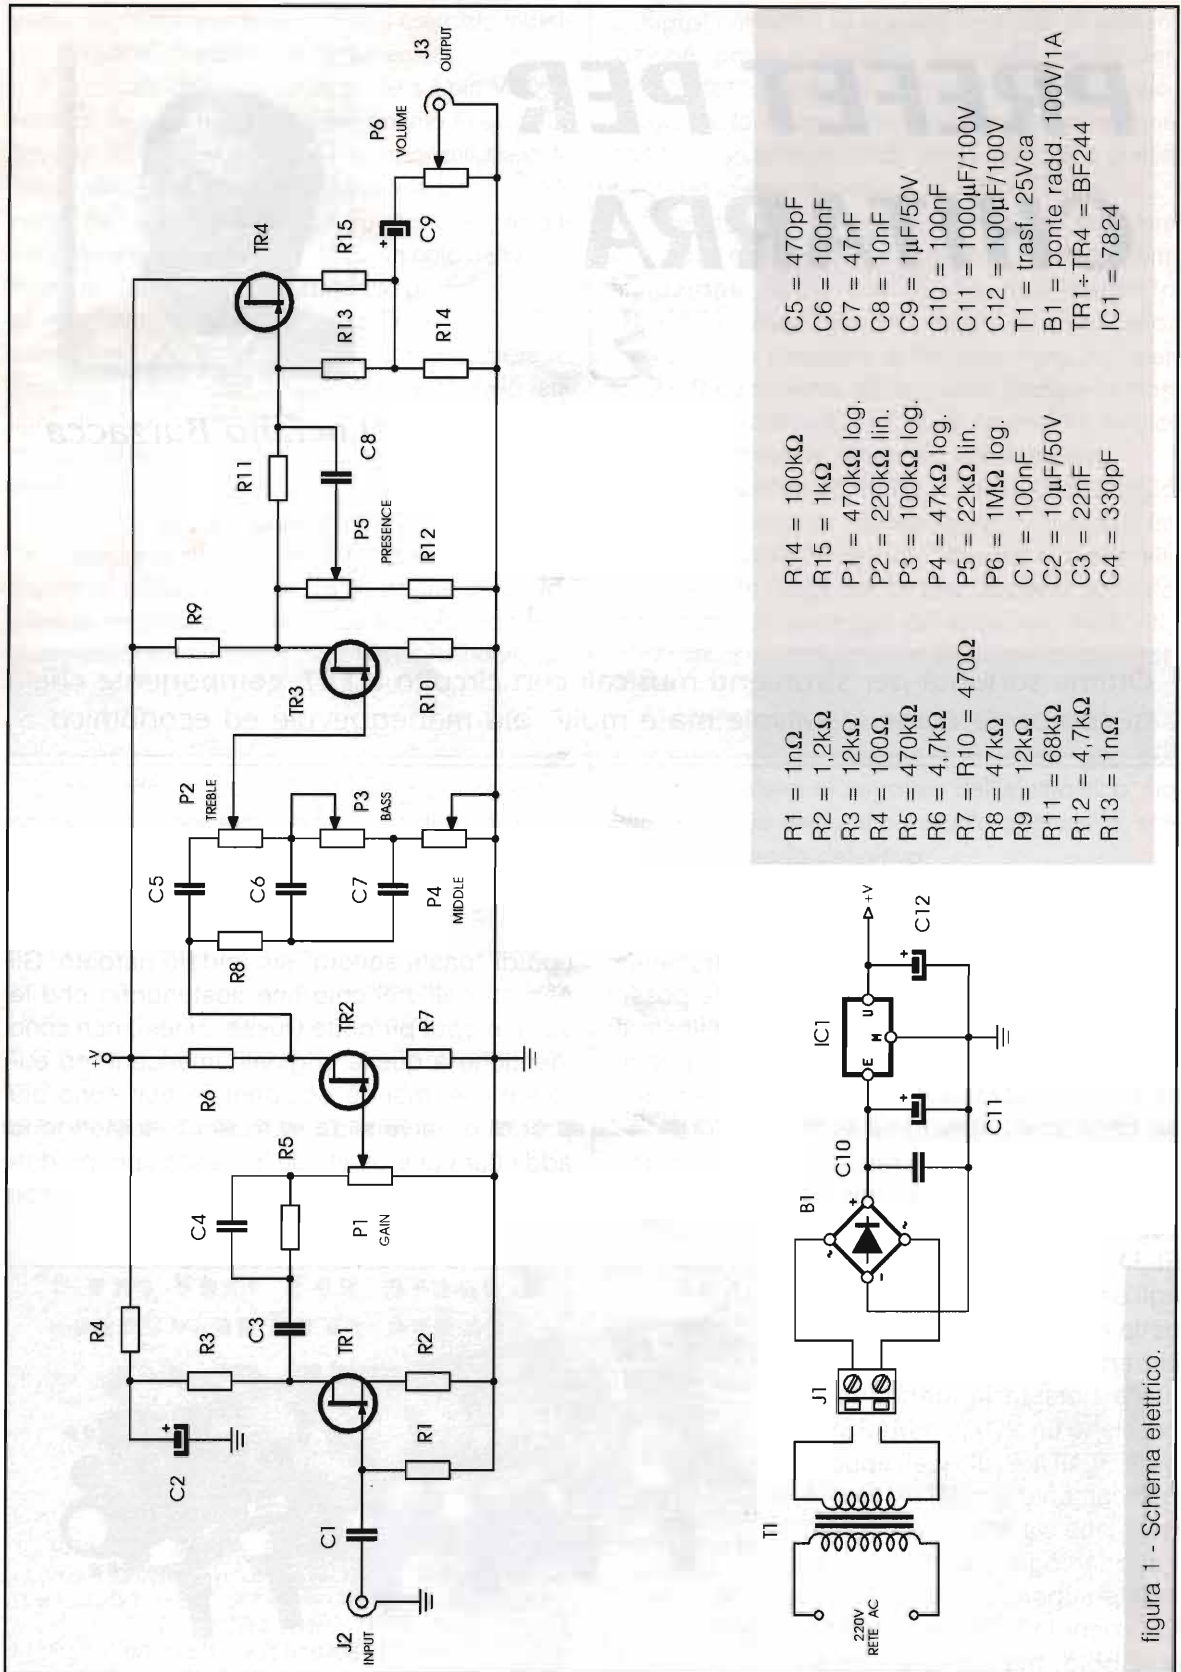 J2
INPUT
C1
R1
C2
R4
R3
TR1
R2
C3
C4
R5
P1
GAIN
+V
R6
TR2
R7
R8
C5
C6
C7
P2
TREBLE
P3
BASS
P4
MIDDLE
TR3
R9
R10
P5
PRESENCE
R12
R11
C8
R13
R14
TR4
R15
C9
+
P6
VOLUME
J3
OUTPUT
220V
RETE AC
T1
J1
B1
~
~
+
-
C10
C11
+
IC1
E
M
U
C12
+
+V
R1 = 1nΩ
R2 = 1,2kΩ
R3 = 12kΩ
R4 = 100Ω
R5 = 470kΩ
R6 = 4,7kΩ
R7 = R10 = 470Ω
R8 = 47kΩ
R9 = 12kΩ
R11 = 68kΩ
R12 = 4,7kΩ
R13 = 1nΩ
R14 = 100kΩ
R15 = 1kΩ
P1 = 470kΩ log.
P2 = 220kΩ lin.
P3 = 100kΩ log.
P4 = 47kΩ log.
P5 = 22kΩ lin.
P6 = 1MΩ log.
C1 = 100nF
C2 = 10µF/50V
C3 = 22nF
C4 = 330pF
C5 = 470pF
C6 = 100nF
C7 = 47nF
C8 = 10nF
C9 = 1µF/50V
C10 = 100nF
C11 = 1000µF/100V
C12 = 100µF/100V
T1 = trasf. 25Vca
B1 = ponte radd. 100V/1A
TR1÷TR4 = BF244
IC1 = 7824
figura 1 - Schema elettrico.